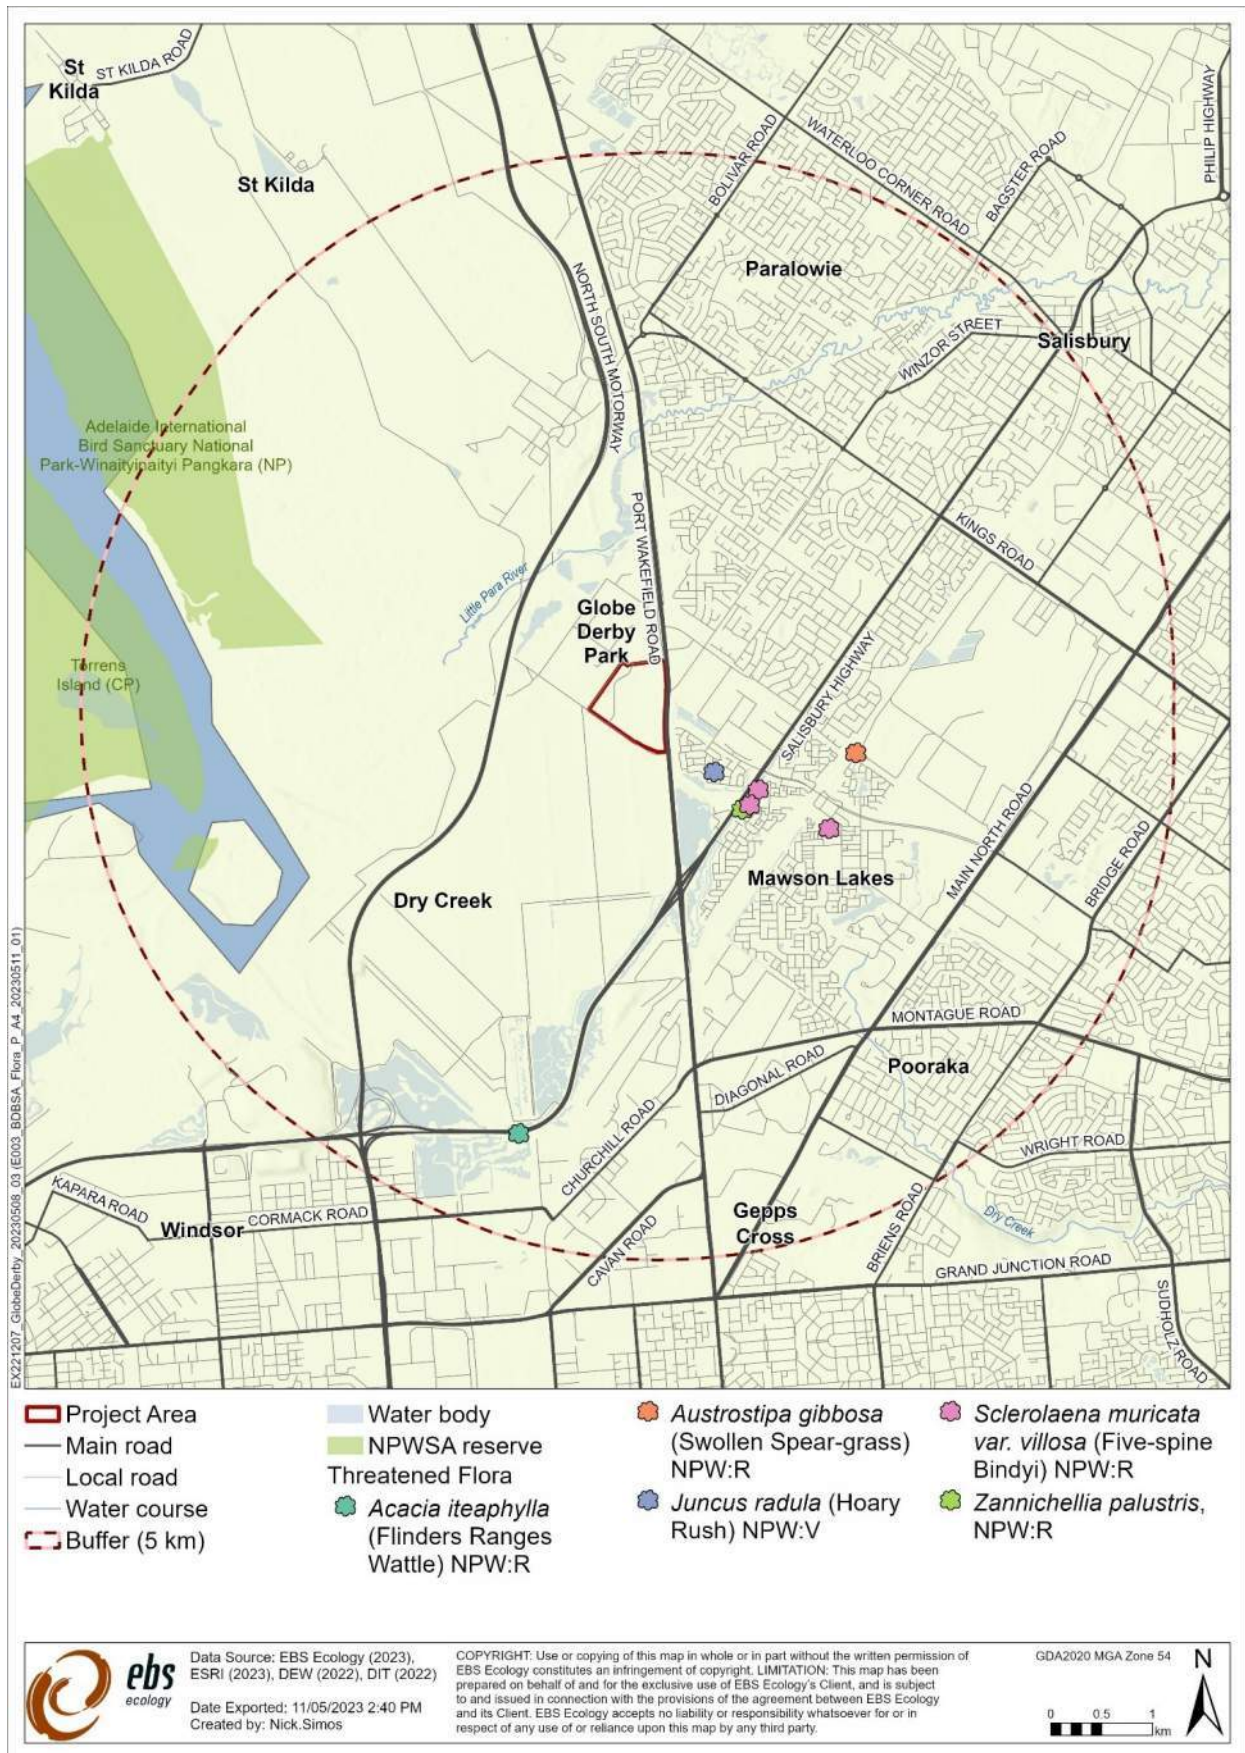 St
Kilda
ST KILDA ROAD
St Kilda
BOLIVAR ROAD
WATERLOO CORNER ROAD
BAGSTER ROAD
PHILIP HIGHWAY
Paralowie
NORTH SOUTH MOTORWAY
WINZOR STREET
Salisbury
Adelaide International
Bird Sanctuary National
Park-Winaityinaityi Pangkara (NP)
PORT WAKEFIELD ROAD
KINGS ROAD
Little Para River
Globe
Derby
Park
Torrens
Island (CP)
SALISBURY HIGHWAY
MAIN NORTH ROAD
BRIDGE ROAD
Mawson Lakes
Dry Creek
MONTAGUE ROAD
DIAGONAL ROAD
Pooraka
CHURCHILL ROAD
WRIGHT ROAD
KAPARA ROAD
Windsor
CORMACK ROAD
Gepps
Cross
CAVAN ROAD
BRIENS ROAD
Dry Creek
GRAND JUNCTION ROAD
SUDHOLZ ROAD
EX221207_GlobeDerby_20230508_03 (E003_BDBSA_Flora_P_A4_20230511_01)
Project Area
Main road
Local road
Water course
Buffer (5 km)
Water body
NPWSA reserve
Threatened Flora
Acacia iteaphylla
(Flinders Ranges
Wattle) NPW:R
Austrostipa gibbosa
(Swollen Spear-grass)
NPW:R
Juncus radula (Hoary
Rush) NPW:V
Sclerolaena muricata
var. villosa (Five-spine
Bindyi) NPW:R
Zannichellia palustris,
NPW:R
ebs
ecology
Data Source: EBS Ecology (2023),
ESRI (2023), DEW (2022), DIT (2022)
Date Exported: 11/05/2023 2:40 PM
Created by: Nick.Simos
COPYRIGHT: Use or copying of this map in whole or in part without the written permission of
EBS Ecology constitutes an infringement of copyright. LIMITATION: This map has been
prepared on behalf of and for the exclusive use of EBS Ecology's Client, and is subject
to and issued in connection with the provisions of the agreement between EBS Ecology
and its Client. EBS Ecology accepts no liability or responsibility whatsoever for or in
respect of any use of or reliance upon this map by any third party.
GDA2020 MGA Zone 54
N
0 0.5 1
km